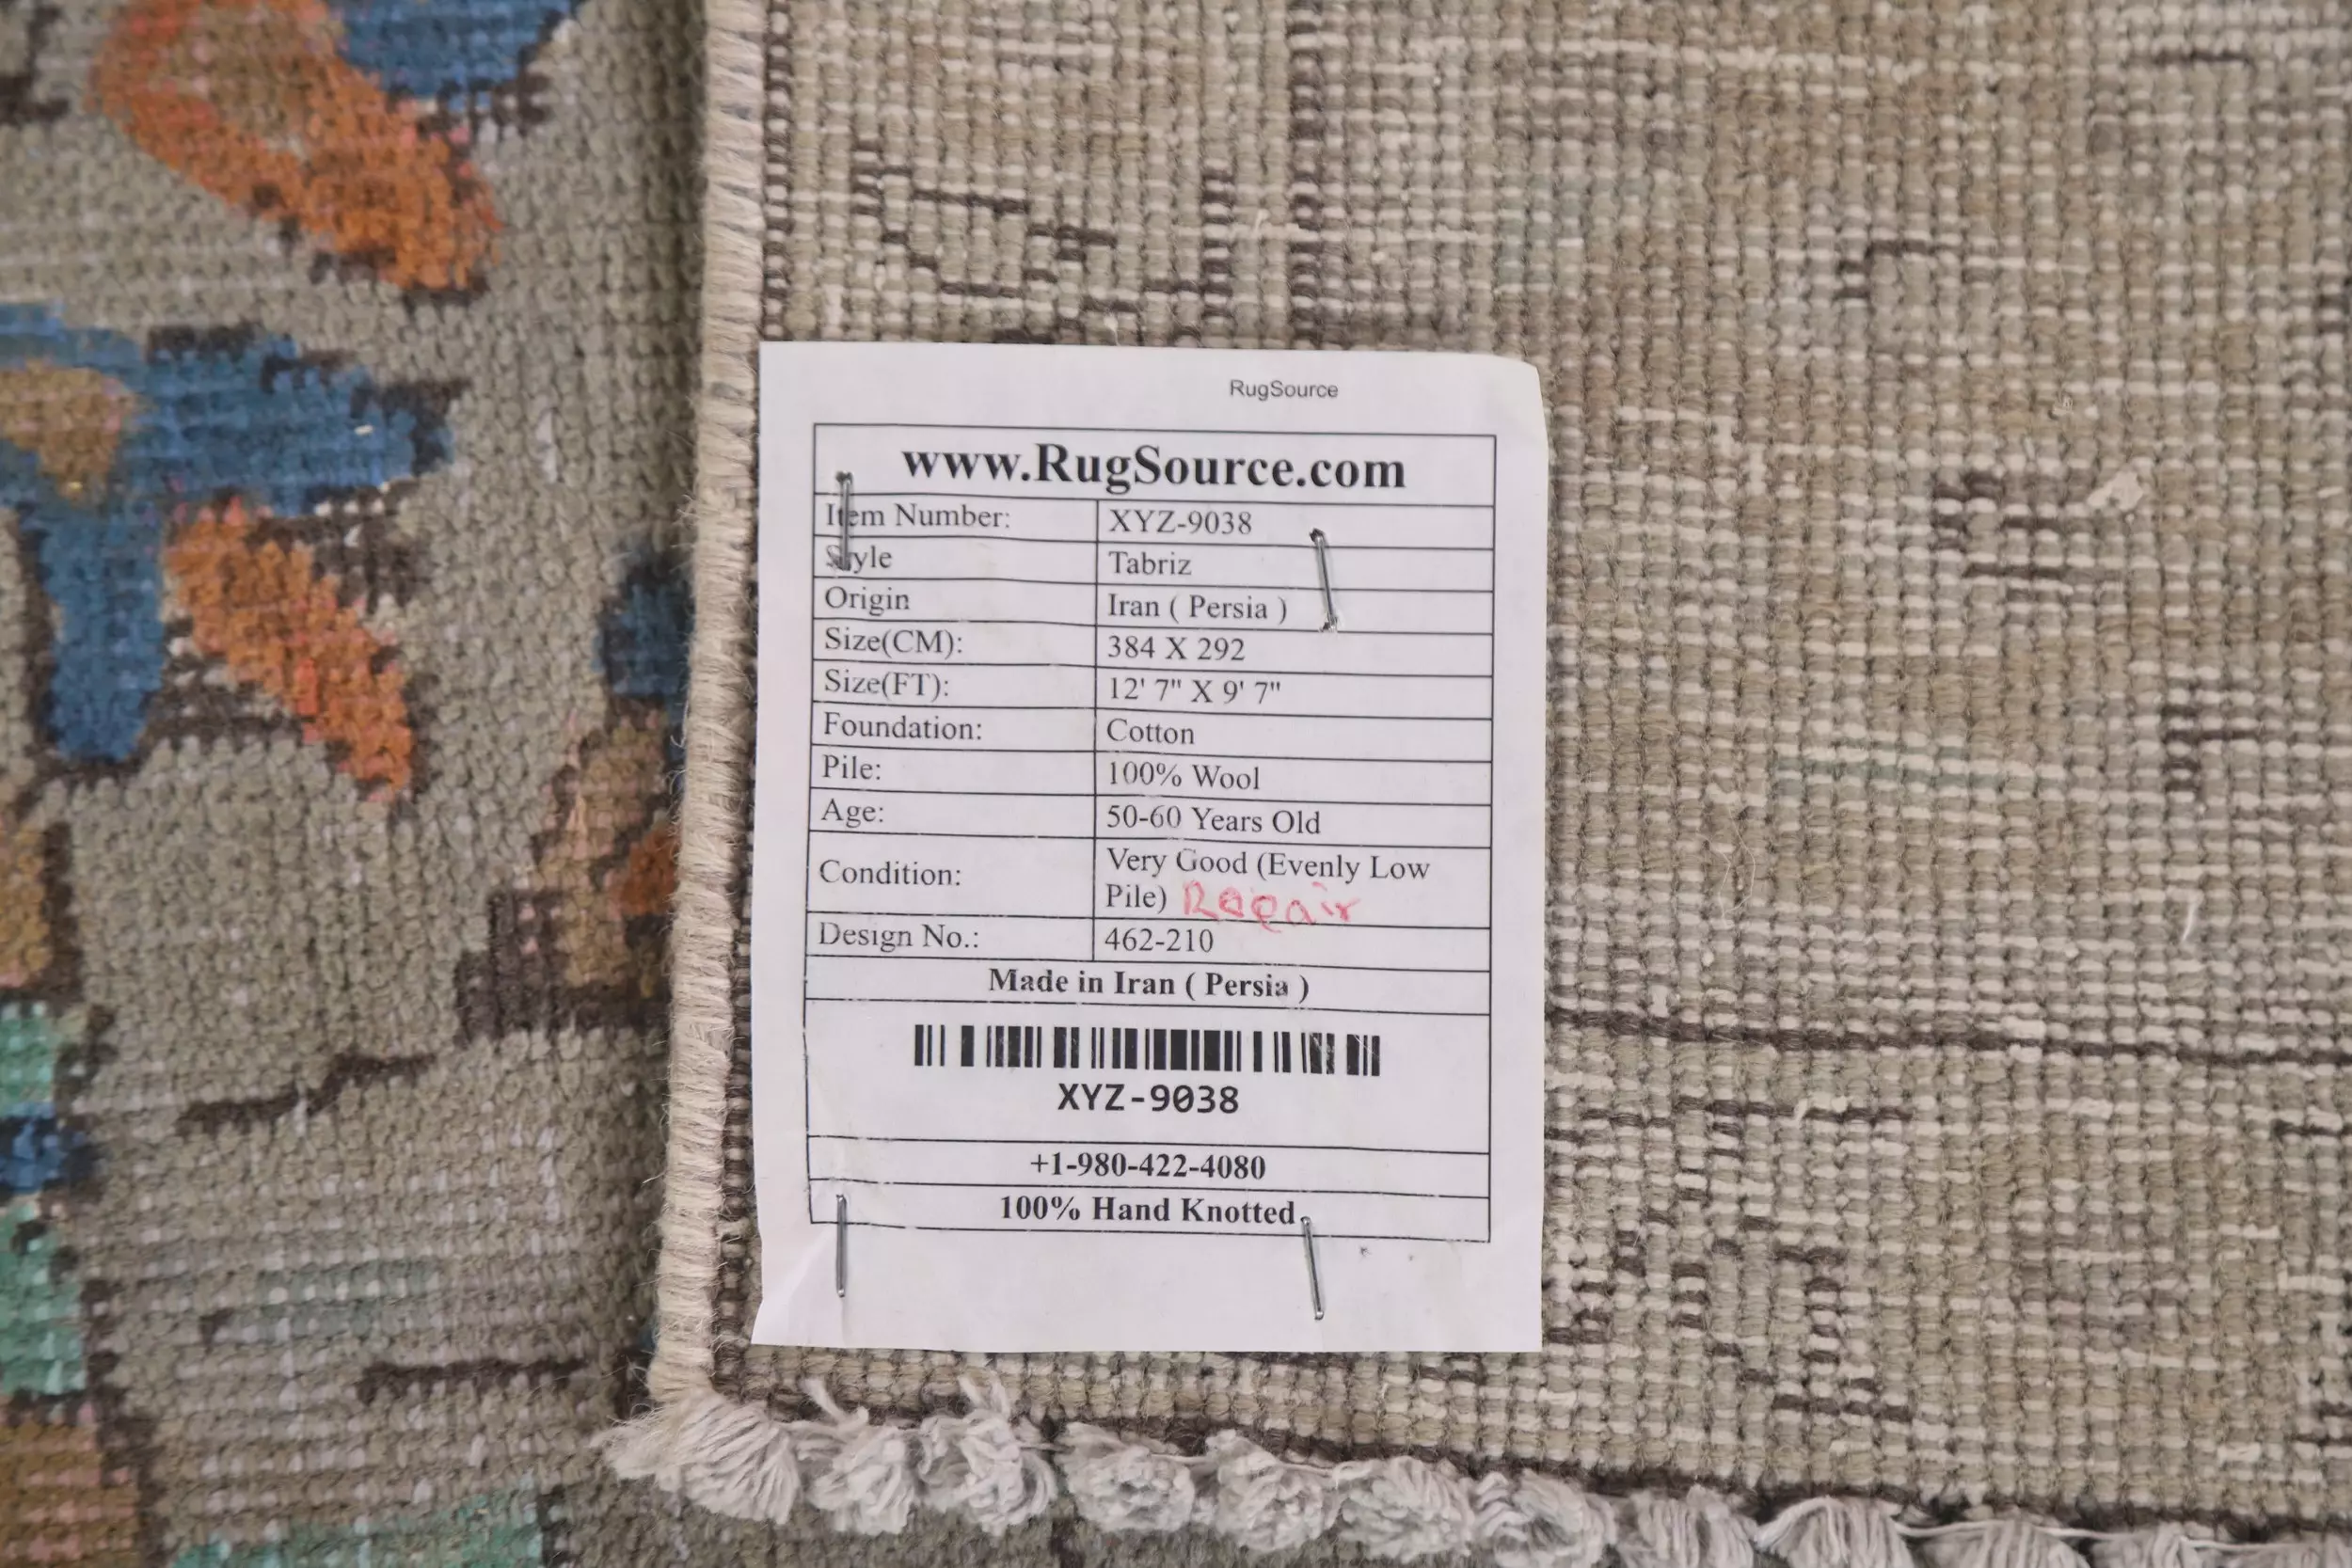 RugSource
www.RugSource.com
Item Number: XYZ-9038
Style Tabriz
Origin Iran ( Persia )
Size(CM): 384 X 292
Size(FT): 12' 7" X 9' 7"
Foundation: Cotton
Pile: 100% Wool
Age: 50-60 Years Old
Condition: Very Good (Evenly Low
Pile) Repair
Design No.: 462-210
Made in Iran ( Persia )
XYZ-9038
+1-980-422-4080
100% Hand Knotted